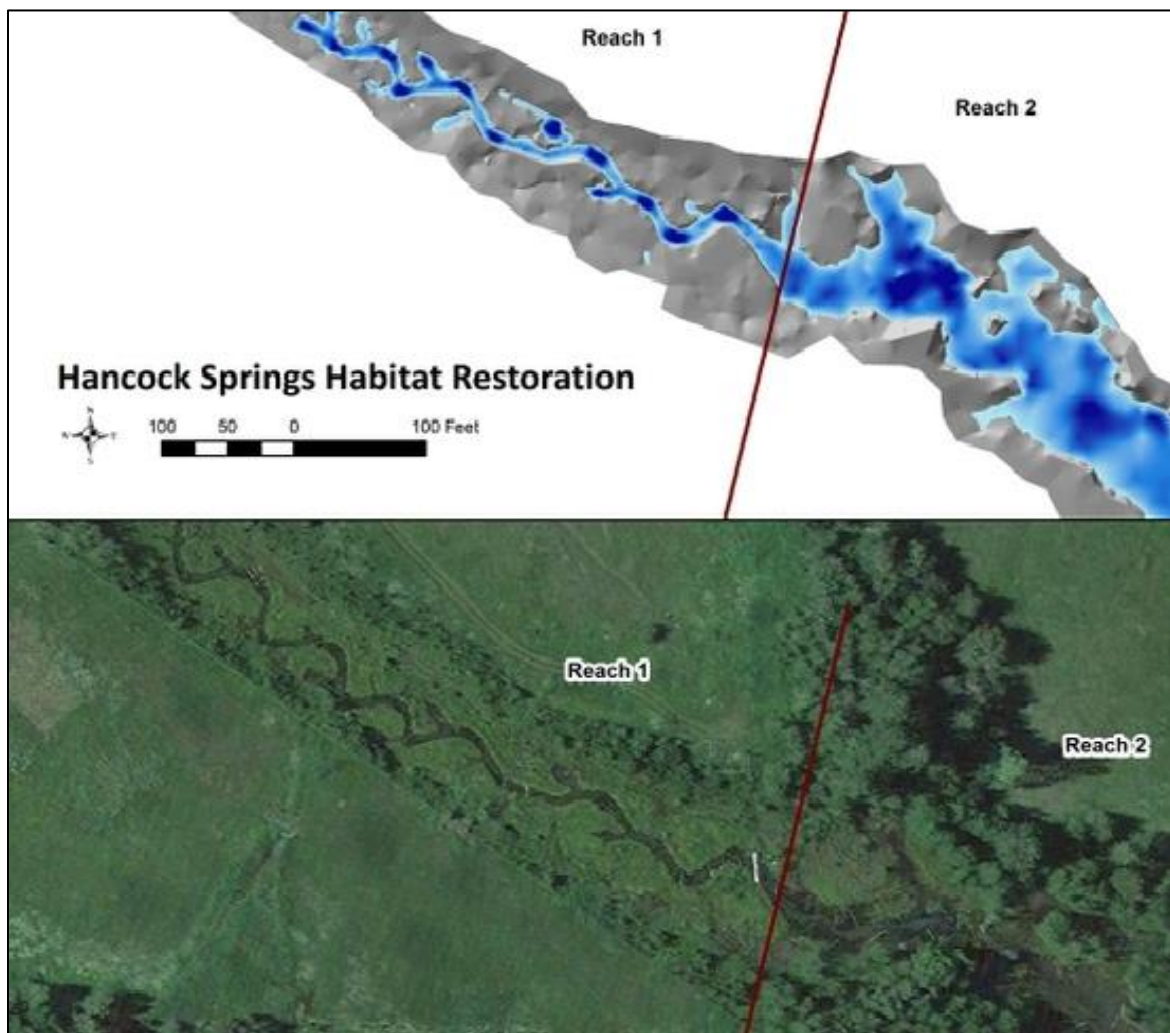 Reach 1
Reach 2
Hancock Springs Habitat Restoration
N
S
100 50 0 100 Feet
Reach 1
Reach 2